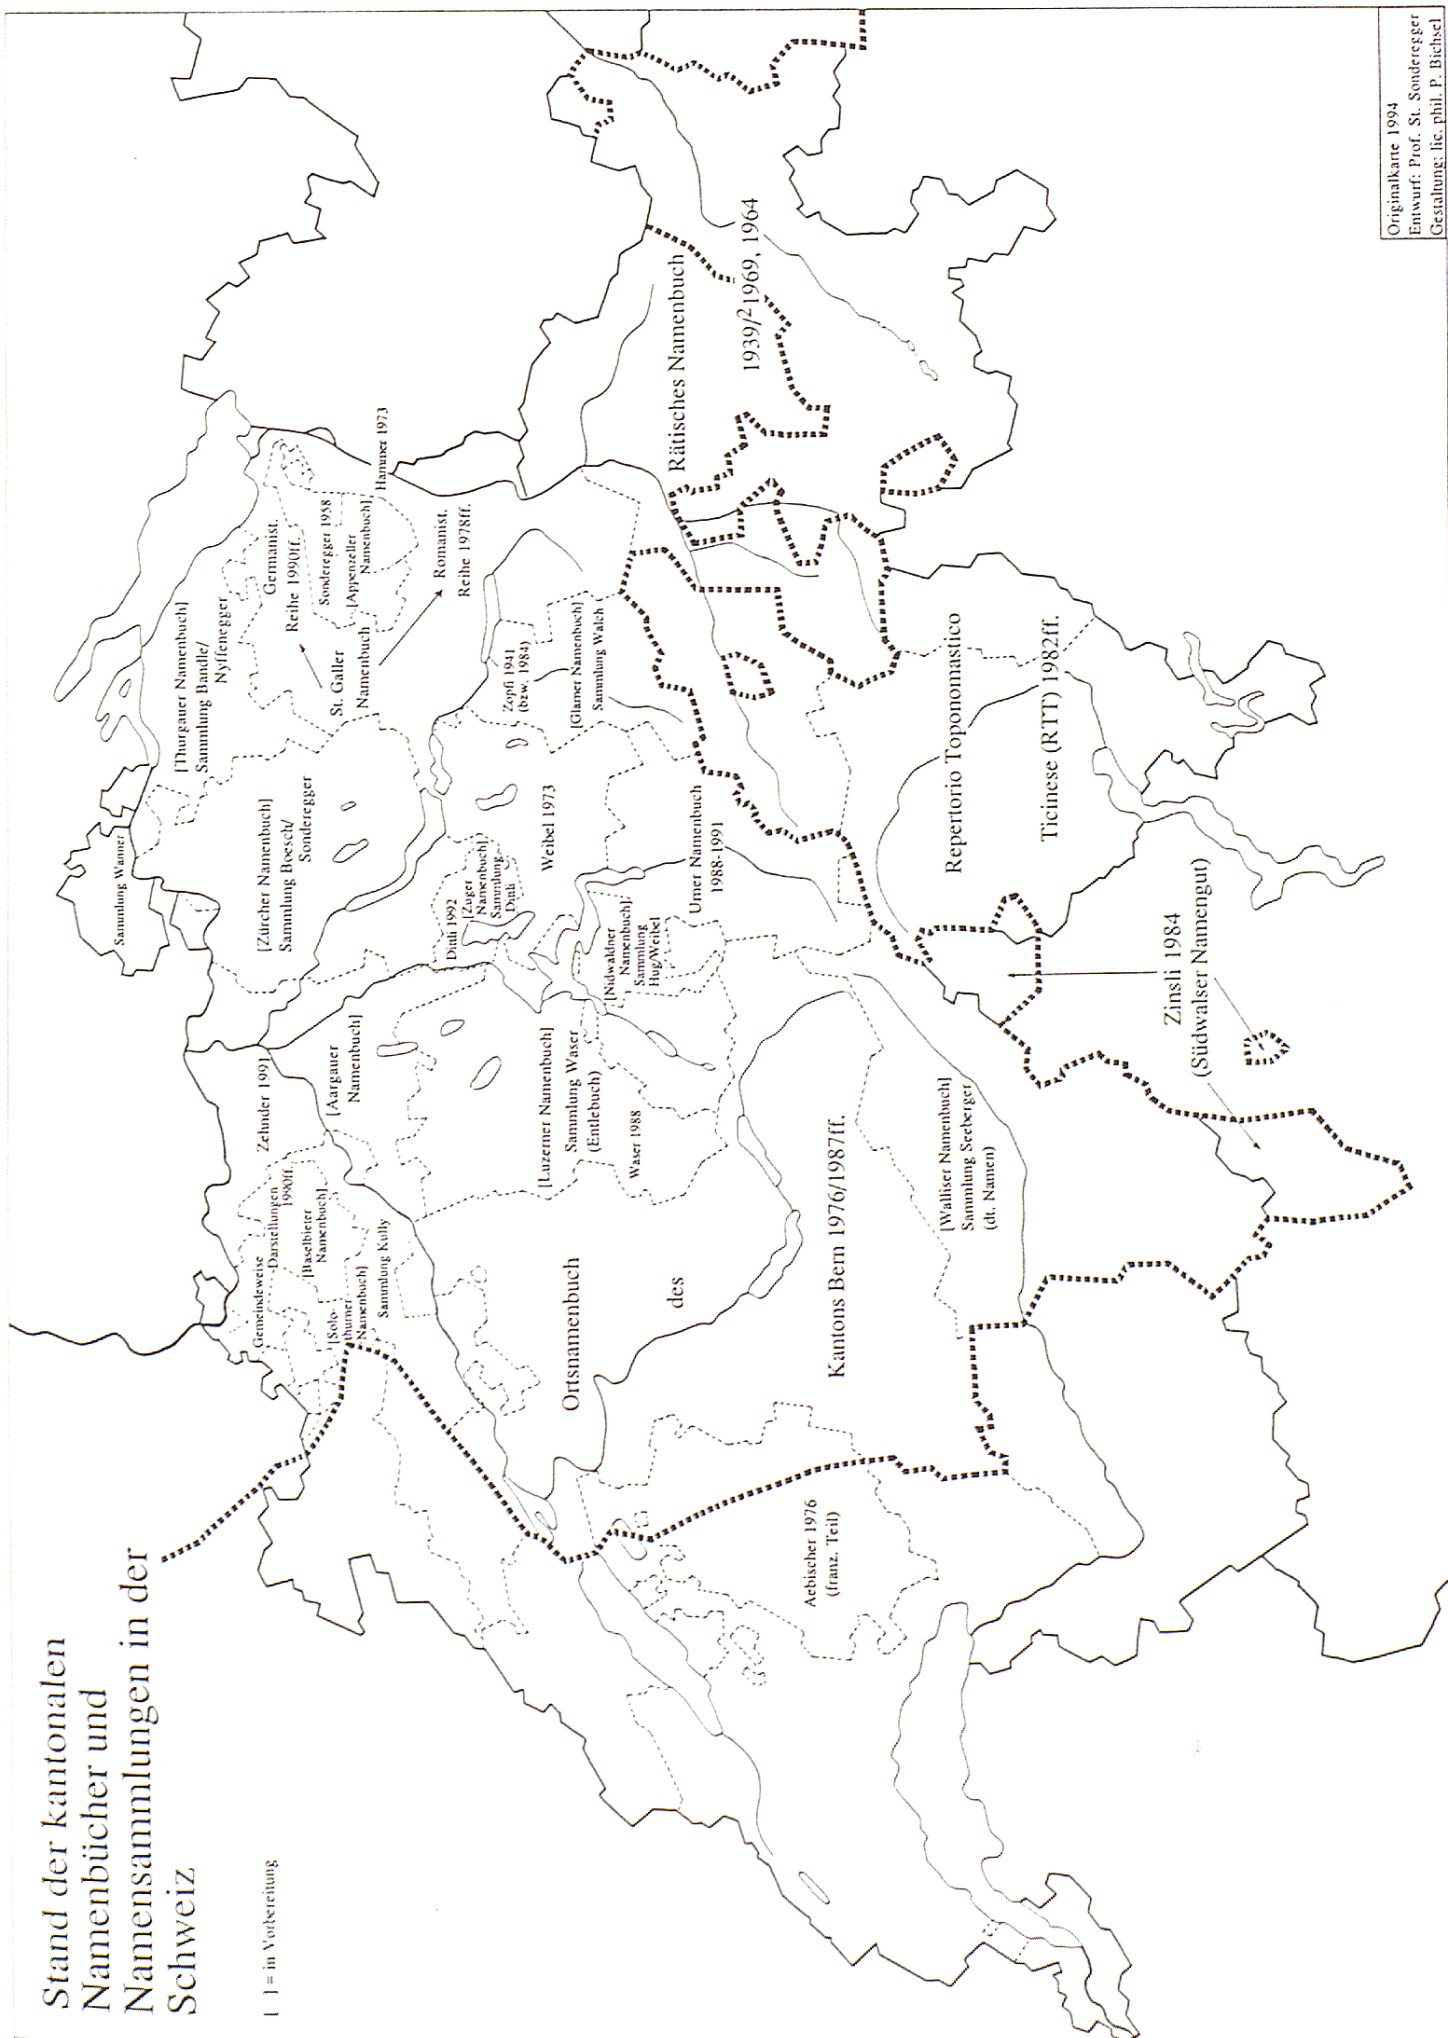 Stand der kantonalen
Namenbücher und
Namensammlungen in der
Schweiz
[ ] = in Vorbereitung
Sammlung Wanner
[Thurgauer Namenbuch]
Sammlung Bandle/
Nyffenegger
[Zürcher Namenbuch]
Sammlung Boesch/
Sonderegger
Germanist.
Reihe 1990ff.
Sonderegger 1958
[Appenzeller
Namenbuch]
Hammer 1973
St. Galler
Namenbuch
Romanist.
Reihe 1978ff.
Gemeindeweise
Darstellungen
1990ff.
[Baselbieter
Namenbuch]
[Solo-
thurner
Namenbuch]
Sammlung Kully
Zehnder 1991
[Aargauer
Namenbuch]
Dittli 1992
[Zuger
Namenbuch]
Sammlung
Dittli
Zopfi 1941
(bzw. 1984)
[Glarner Namenbuch]
Sammlung Walch
Weibel 1973
[Luzerner Namenbuch]
Sammlung Waser
(Entlebuch)
Waser 1988
[Nidwaldner
Namenbuch]
Sammlung
Hug/Weibel
Urner Namenbuch
1988-1991
Ortsnamenbuch
des
Kantons Bern 1976/1987ff.
Rätisches Namenbuch
1939/²1969, 1964
Aebischer 1976
(franz. Teil)
[Walliser Namenbuch]
Sammlung Seeberger
(dt. Namen)
Repertorio Toponomastico
Ticinese (RTT) 1982ff.
Zinsli 1984
(Südwalser Namengut)
Originalkarte 1994
Entwurf: Prof. St. Sonderegger
Gestaltung: lic. phil. P. Bichsel